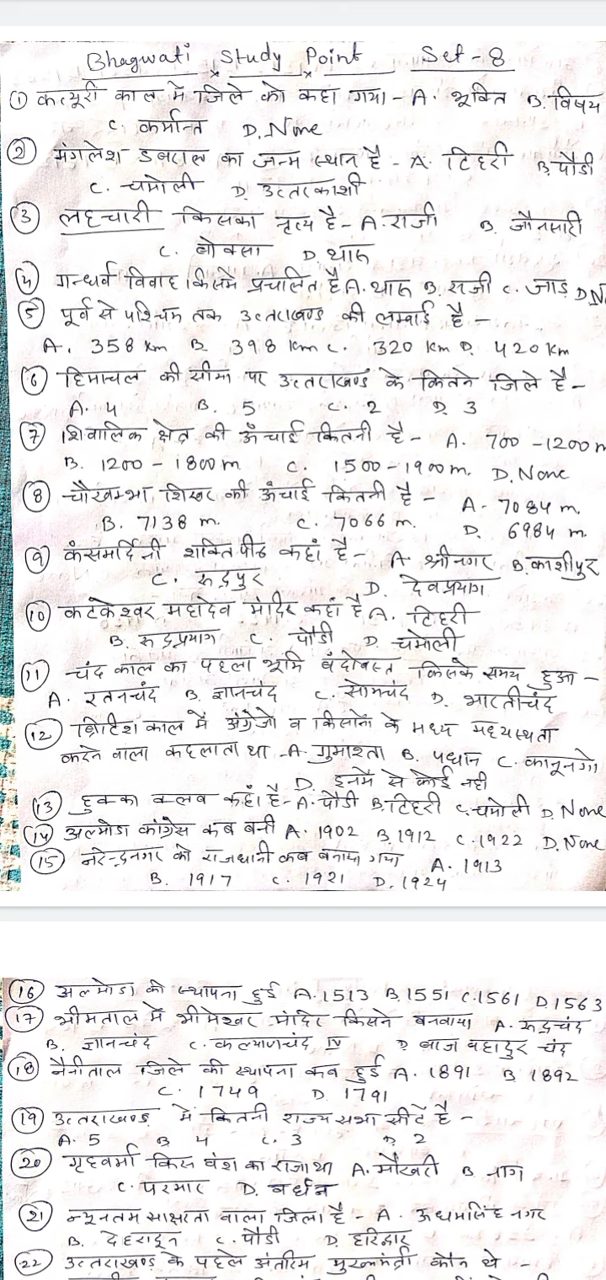 Bhagwati Study Point Set - 8
① कत्यूरी काल में जिले को कहा गया - A. भूक्ति B. विषय
C. कर्मान्त D. None
② मंगलेश डबराल का जन्म स्थान है - A. टिहरी B. पौडी
C. चमोली D. उत्तरकाशी
③ लहचारी किसका नृत्य है - A. राजी B. जौनसारी
C. बोक्सा D. थारू
④ गन्धर्व विवाह किसमें प्रचलित है A. थारू B. राजी C. जाड D. N
⑤ पूर्व से पश्चिम तक उत्तराखण्ड की लम्बाई है -
A. 358 km B. 398 km C. 320 km D. 420 km
⑥ हिमाचल की सीमा पर उत्तराखण्ड के कितने जिले है -
A. 4 B. 5 C. 2 D. 3
⑦ शिवालिक क्षेत्र की ऊँचाई कितनी है - A. 700 - 1200 m
B. 1200 - 1800 m C. 1500 - 1900 m. D. None
⑧ चौखम्भा शिखर की ऊंचाई कितनी है - A - 7084 m.
B. 7138 m. C. 7066 m. D. 6984 m
⑨ कंसमर्दिनी शक्तिपीठ कहां है - A श्रीनगर B. काशीपुर
C. रूद्रपुर D. देवप्रयाग
⑩ कटकेश्वर महादेव मंदिर कहां है A. टिहरी
B. रूद्रप्रयाग C. पौडी D चमोली
⑪ चंद काल का पहला भूमि बंदोबस्त किसके समय हुआ -
A. रतनचंद B. ज्ञानचंद C. सोमचंद D. भारतीचंद
⑫ ब्रिटिश काल में अंग्रेजो व किसानों के मध्य मध्यस्थता
करने वाला कहलाता था - A. गुमाश्ता B. पधान C. कानूनगो
D. इनमें से कोई नही
⑬ हुक्का क्लब कहां है - A. पौडी B. टिहरी C. चमोली D. None
⑭ अल्मोडा कांग्रेस कब बनी A. 1902 B. 1912 C. 1922 D. None
⑮ नरेन्द्रनगर को राजधानी कब बनाया गया A. 1913
B. 1917 C. 1921 D. 1924
⑯ अल्मोडा की स्थापना हुई A. 1513 B. 1551 C. 1561 D 1563
⑰ भीमताल में भीमेश्वर मंदिर किसने बनवाया A. रूद्रचंद
B. ज्ञानचंद C. कल्याणचंद IV D बाज बहादुर चंद
⑱ नैनीताल जिले की स्थापना कब हुई A. 1891 B. 1892
C. 1749 D. 1791
⑲ उत्तराखण्ड में कितनी राज्य सभा सीटें है -
A. 5 B 4 C. 3 D 2
⑳ गृहवर्मा किस वंश का राजा था A. मौखरी B नाग
C. परमार D. वर्धन
㉑ न्यूनतम साक्षरता वाला जिला है - A. ऊधमसिंह नगर
B. देहरादून C. पौडी D. हरिद्वार
㉒ उत्तराखण्ड के पहले अंतरिम मुख्यमंत्री कौन थे -